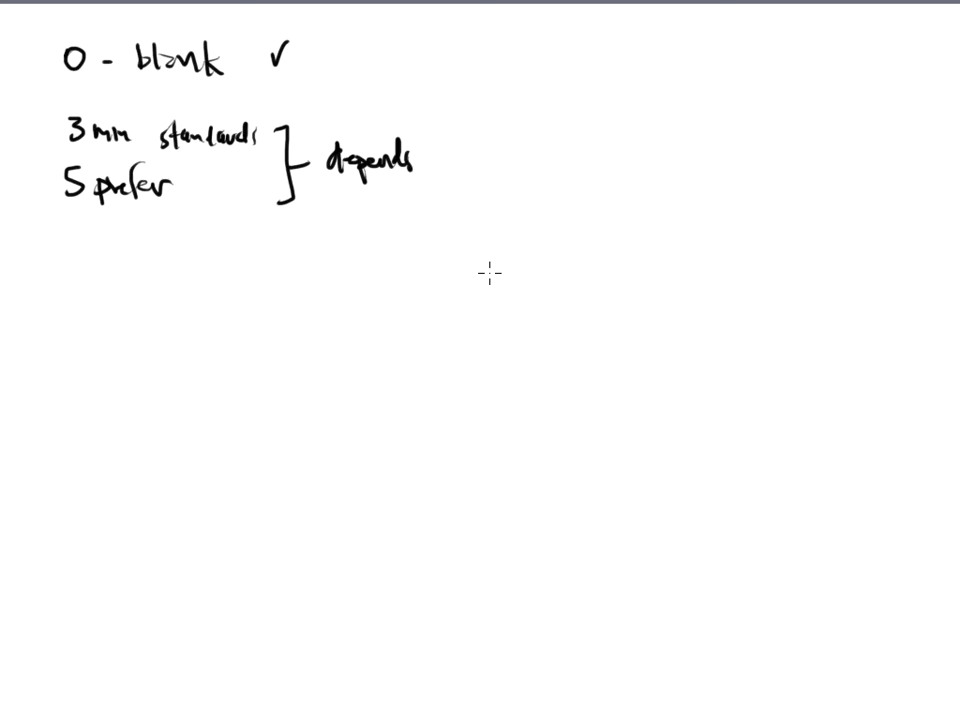 0 - blank ✓
3 mm standards
5 prefer
depends